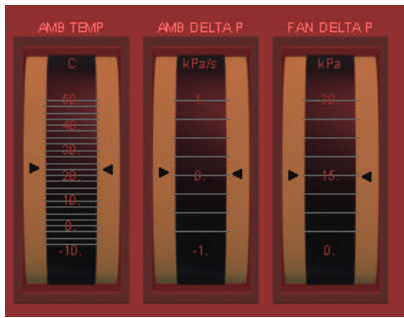 AMB TEMP
C
50.
40.
30.
20.
10.
0.
-10.
AMB DELTA P
kPa/s
1.
0.
-1.
FAN DELTA P
kPa
30.
15.
0.